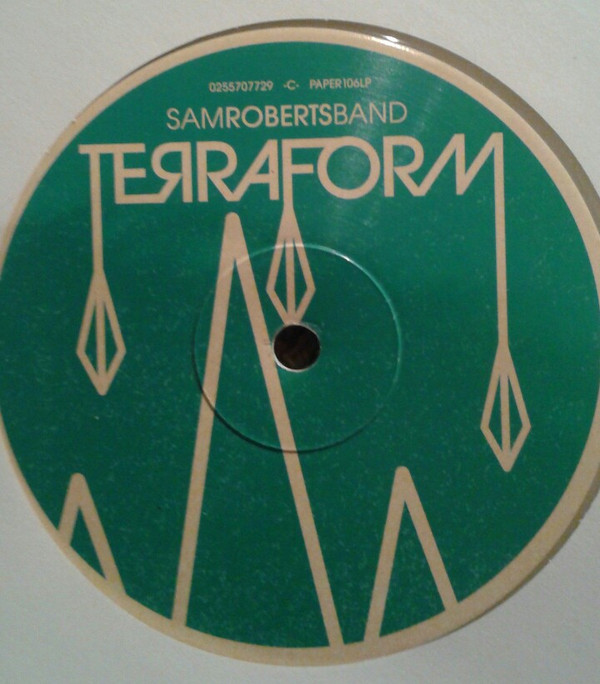 0255707729 -C- PAPER106LP
SAMROBERTSBAND
TERRAFORM